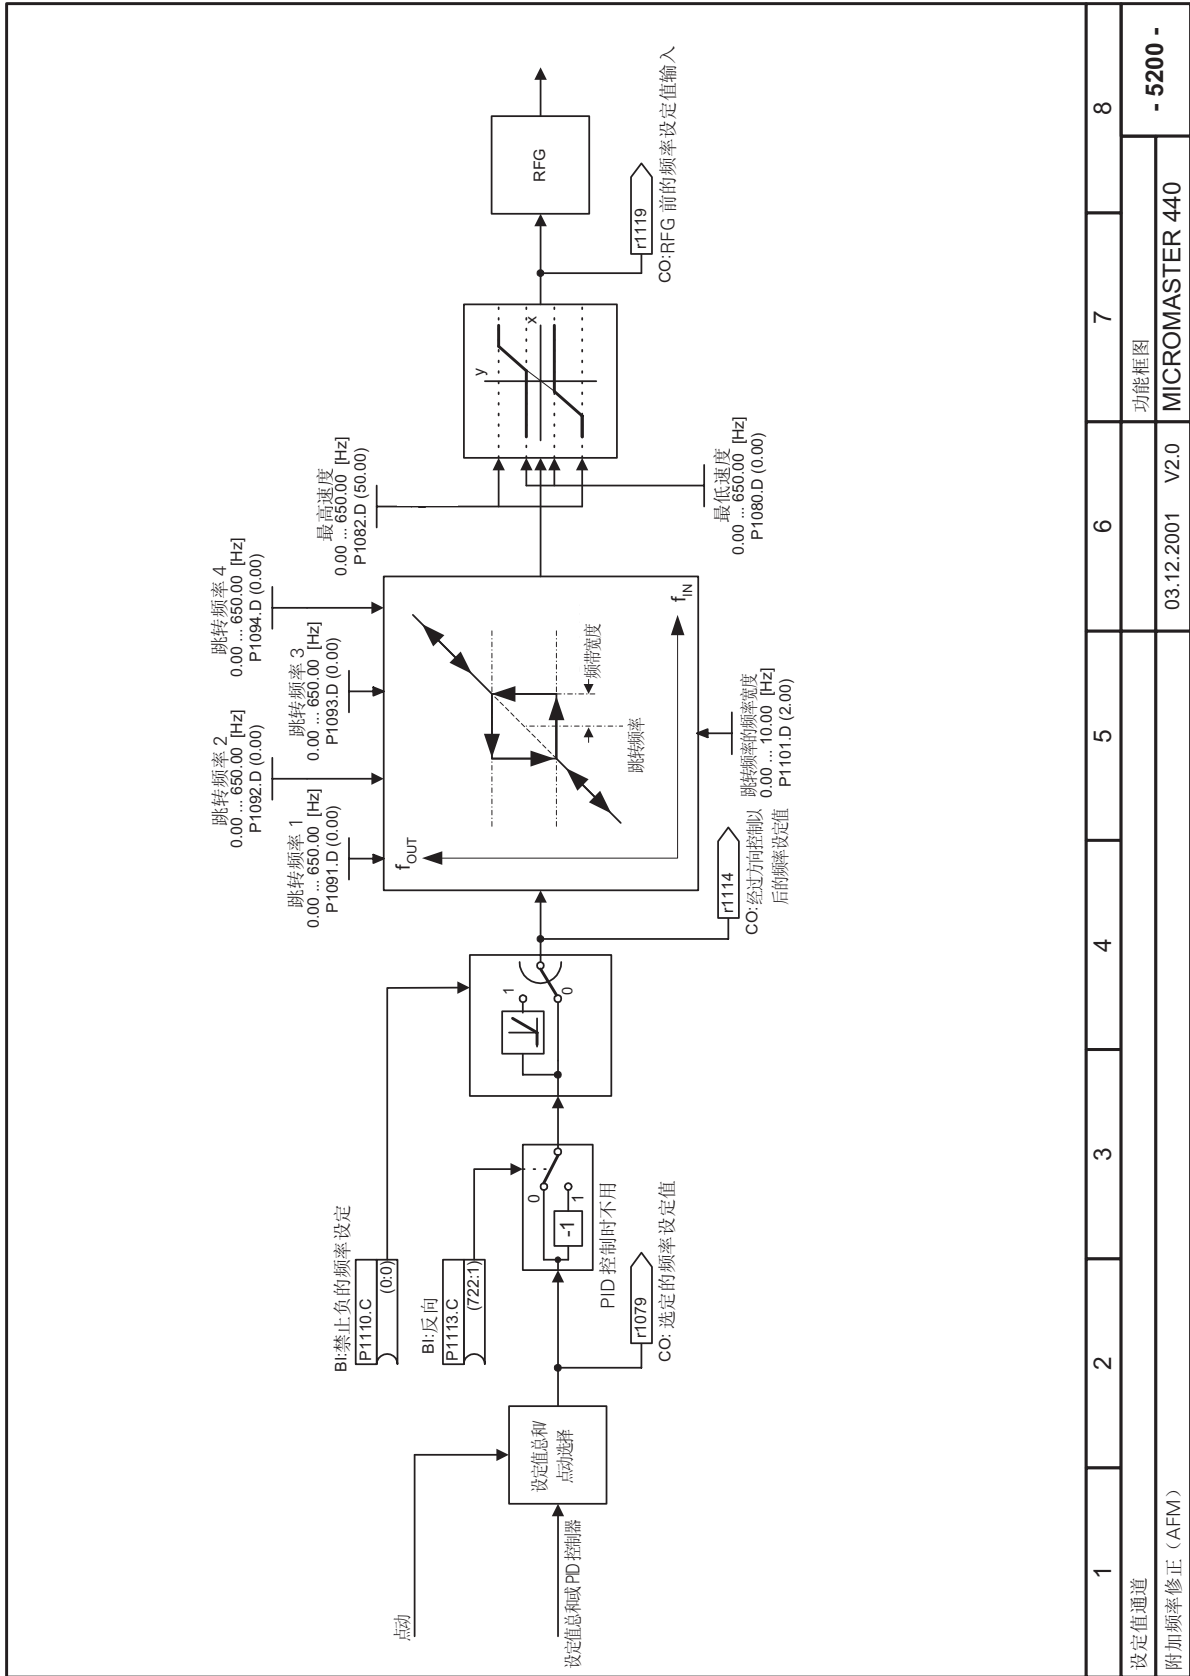 点动
设定值总和或 PID 控制器
设定值总和/
点动选择
BI:禁止负的频率设定
P1110.C
(0:0)
BI:反向
P1113.C
(722:1)
r1079
CO: 选定的频率设定值
0
1
-1
PID 控制时不用
1
0
r1114
CO:经过方向控制以
后的频率设定值
跳转频率 1
0.00 ... 650.00 [Hz]
P1091.D (0.00)
跳转频率 2
0.00 ... 650.00 [Hz]
P1092.D (0.00)
跳转频率 3
0.00 ... 650.00 [Hz]
P1093.D (0.00)
跳转频率 4
0.00 ... 650.00 [Hz]
P1094.D (0.00)
fOUT
fIN
跳转频率
频带宽度
跳转频率的频率宽度
0.00 ... 10.00 [Hz]
P1101.D (2.00)
最高速度
0.00 ... 650.00 [Hz]
P1082.D (50.00)
最低速度
0.00 ... 650.00 [Hz]
P1080.D (0.00)
y
x
r1119
CO:RFG 前的频率设定值输入
RFG
1 2 3 4 5 6 7 8
设定值通道
附加频率修正（AFM）
03.12.2001 V2.0
功能框图
MICROMASTER 440
- 5200 -